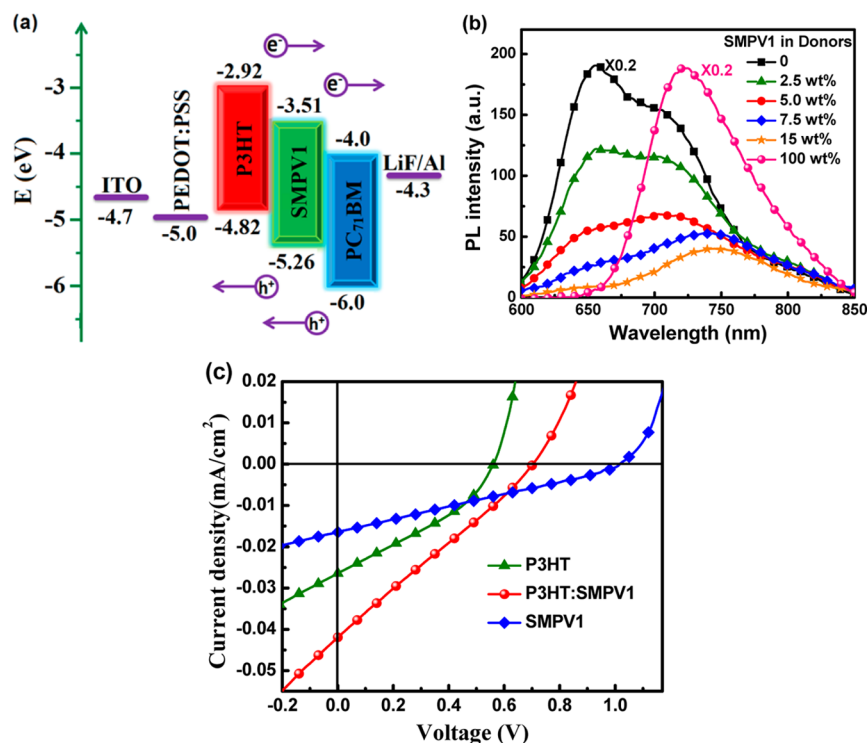 (a)
E (eV)
-3
-4
-5
-6
e-
e-
-2.92
-3.51
-4.0
PEDOT:PSS
P3HT
SMPV1
PC71BM
ITO
LiF/Al
-4.7
-5.0
-4.3
-4.82
-5.26
-6.0
h+
h+
(b)
PL intensity (a.u.)
200
150
100
50
0
X0.2
X0.2
SMPV1 in Donors
0
2.5 wt%
5.0 wt%
7.5 wt%
15 wt%
100 wt%
600 650 700 750 800 850
Wavelength (nm)
(c)
Current density(mA/cm2)
0.02
0.01
0.00
-0.01
-0.02
-0.03
-0.04
-0.05
P3HT
P3HT:SMPV1
SMPV1
-0.2 0.0 0.2 0.4 0.6 0.8 1.0
Voltage (V)